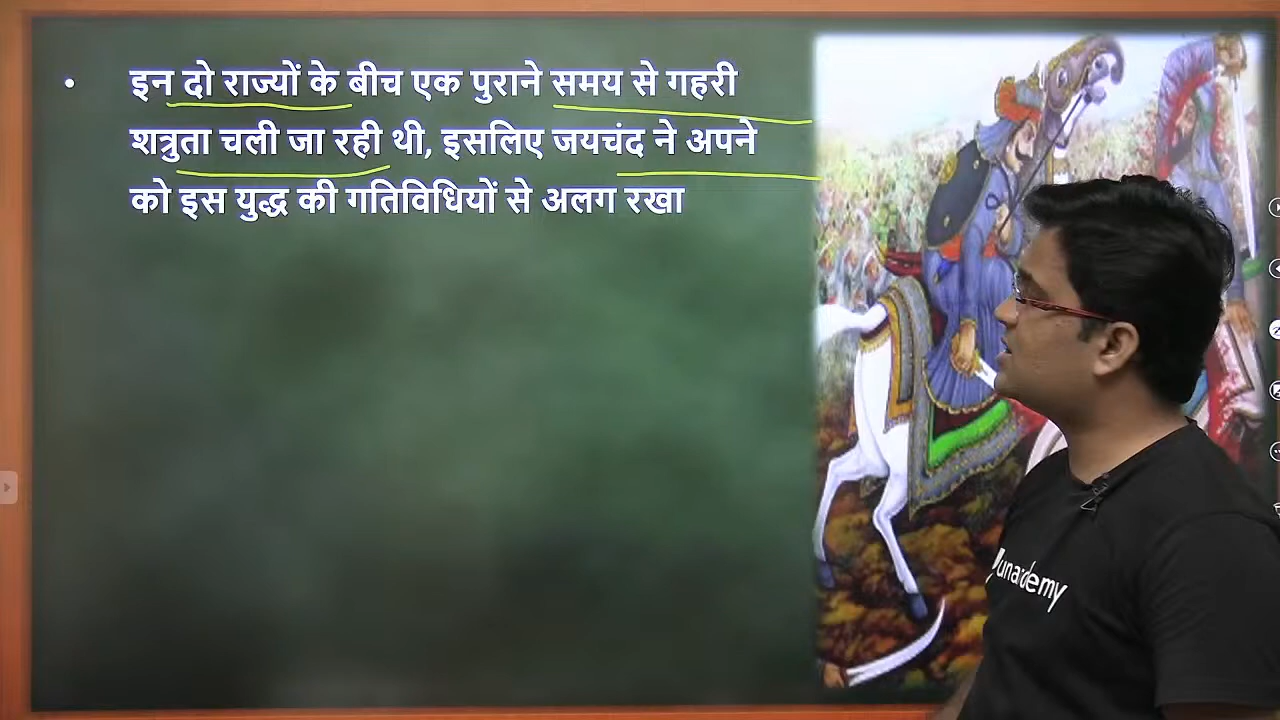 • इन दो राज्यों के बीच एक पुराने समय से गहरी
शत्रुता चली जा रही थी, इसलिए जयचंद ने अपने
को इस युद्ध की गतिविधियों से अलग रखा
unacademy